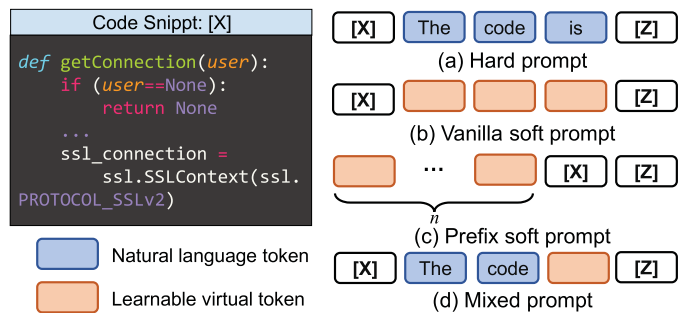 Code Snippt: [X]
def getConnection(user):
if (user==None):
return None
...
ssl_connection =
ssl.SSLContext(ssl.
PROTOCOL_SSLv2)
Natural language token
Learnable virtual token
[X] The code is [Z]
(a) Hard prompt
[X] [Z]
(b) Vanilla soft prompt
... [X] [Z]
n
(c) Prefix soft prompt
[X] The code [Z]
(d) Mixed prompt